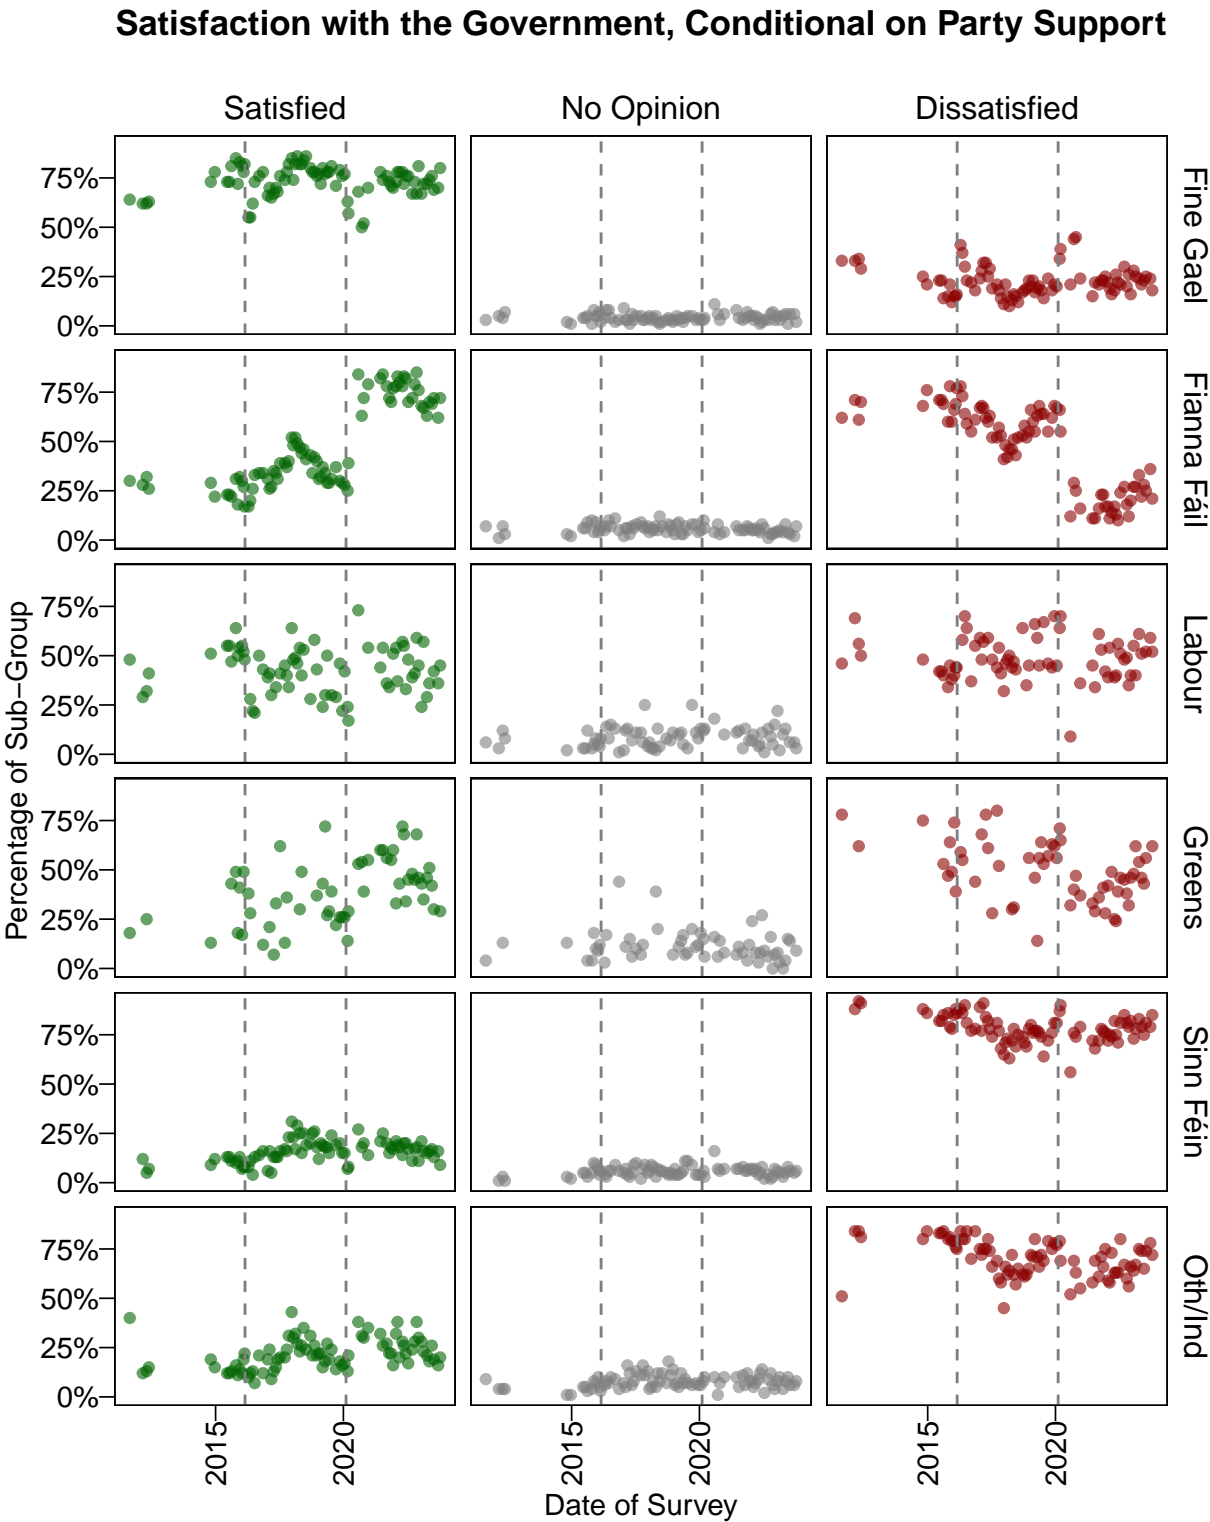 Satisfaction with the Government, Conditional on Party Support
Satisfied No Opinion Dissatisfied
75%
50%
25%
0%
Fine Gael
75%
50%
25%
0%
Fianna Fáil
75%
50%
25%
0%
Labour
75%
50%
25%
0%
Greens
75%
50%
25%
0%
Sinn Féin
75%
50%
25%
0%
Oth/Ind
Percentage of Sub−Group
2015 2020 2015 2020 2015 2020
Date of Survey